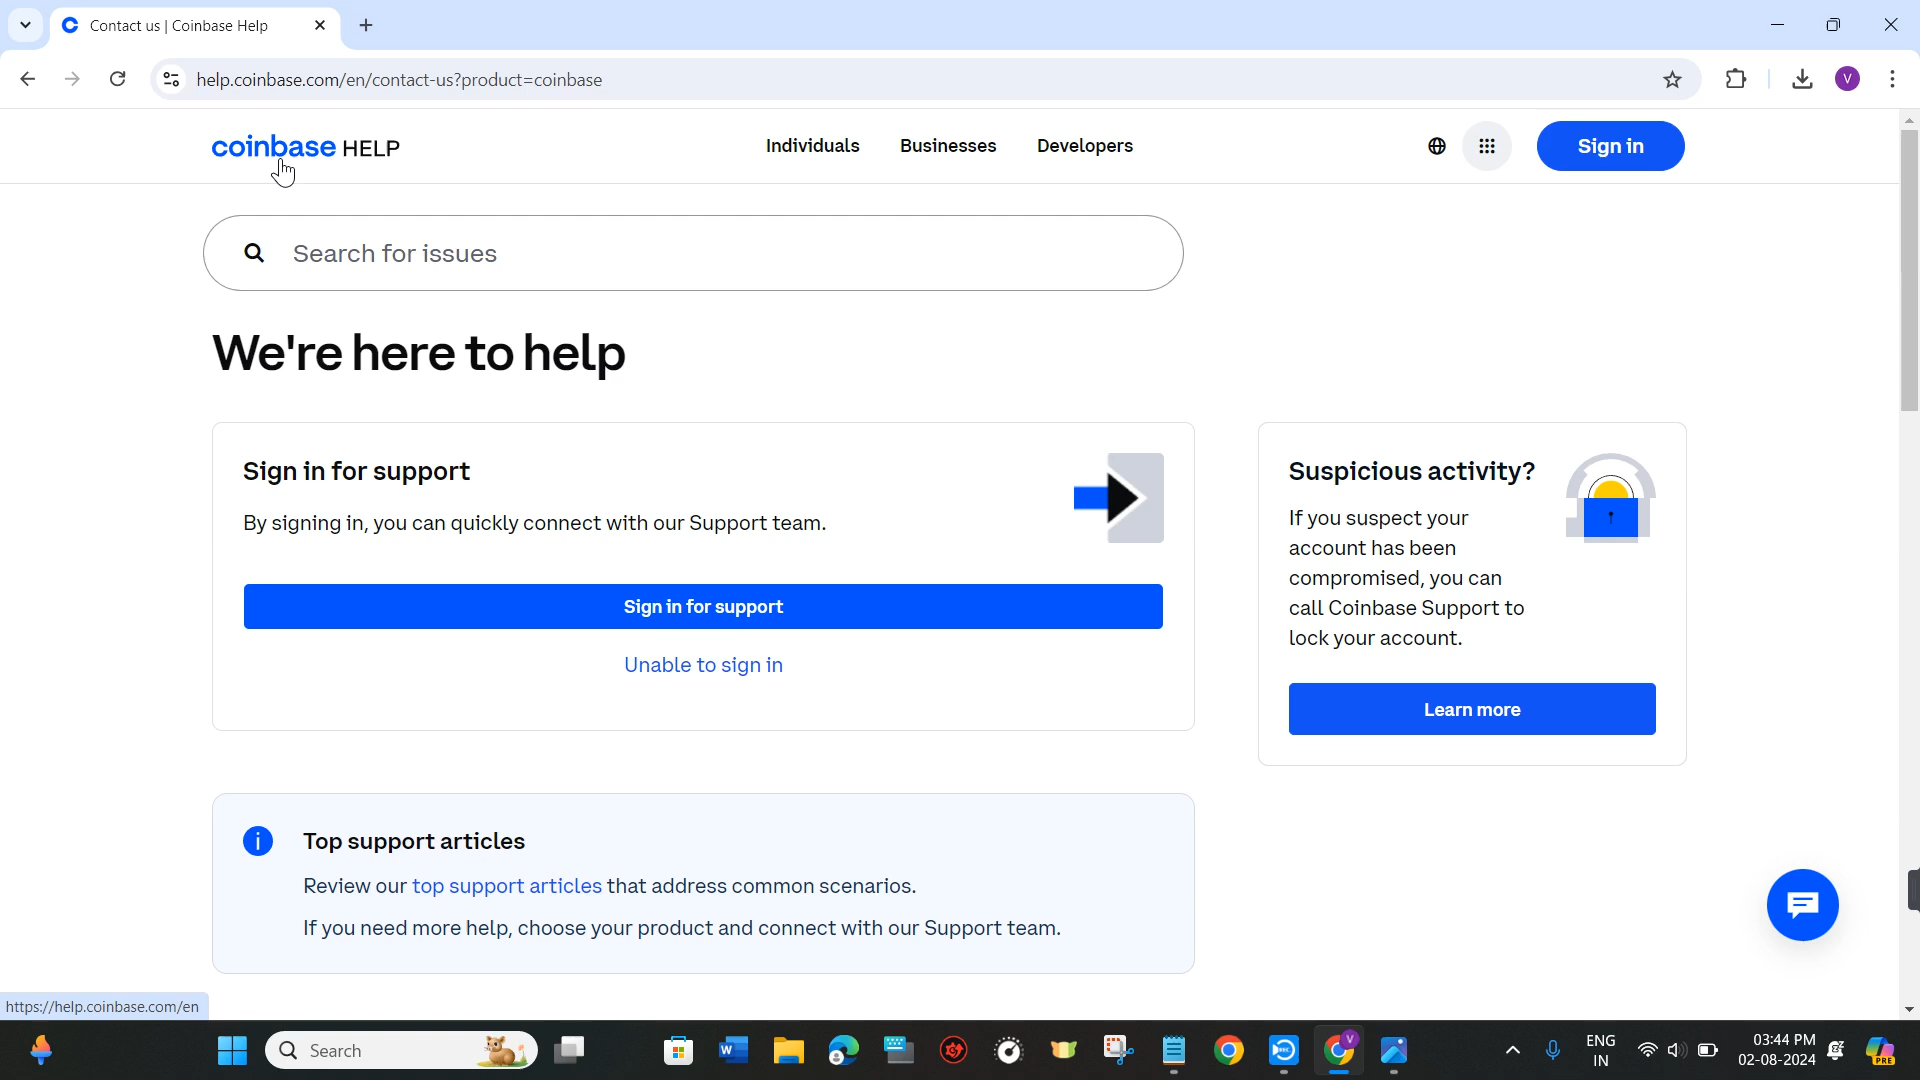 Contact us | Coinbase Help
help.coinbase.com/en/contact-us?product=coinbase
V
coinbase HELP
Individuals
Businesses
Developers
Sign in
Search for issues
We're here to help
Sign in for support
By signing in, you can quickly connect with our Support team.
Sign in for support
Unable to sign in
Suspicious activity?
If you suspect your
account has been
compromised, you can
call Coinbase Support to
lock your account.
Learn more
Top support articles
Review our top support articles that address common scenarios.
If you need more help, choose your product and connect with our Support team.
https://help.coinbase.com/en
Search
ENG
IN
03:44 PM
02-08-2024
PRE